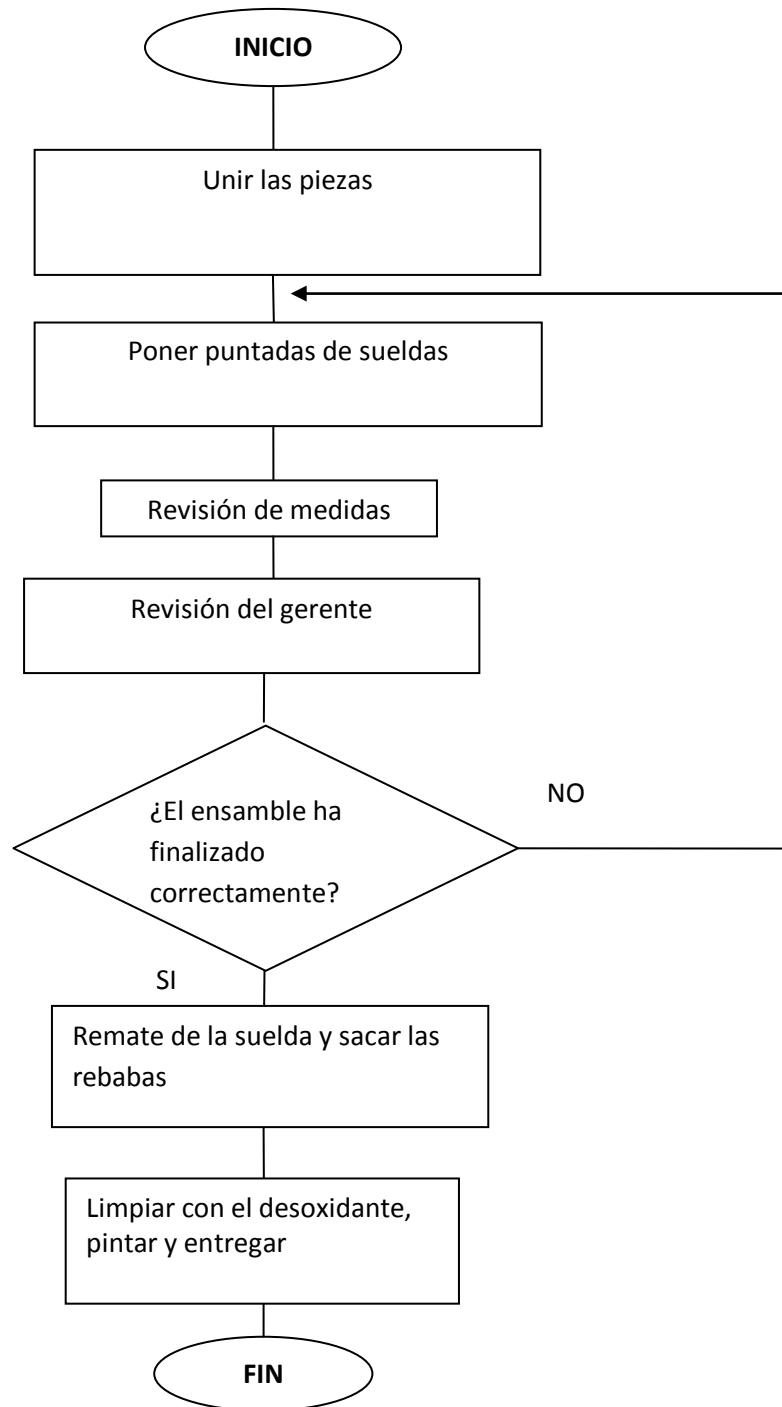 INICIO
Unir las piezas
Poner puntadas de sueldas
Revisión de medidas
Revisión del gerente
¿El ensamble ha
finalizado
correctamente?
NO
SI
Remate de la suelda y sacar las
rebabas
Limpiar con el desoxidante,
pintar y entregar
FIN